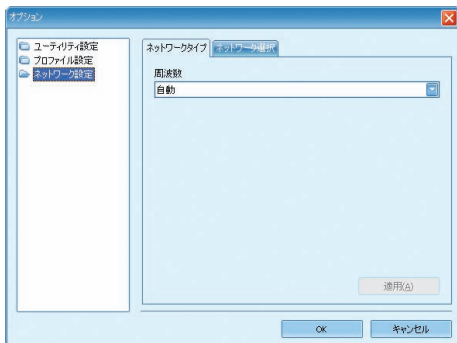 オプション
ユーティリティ設定
プロファイル設定
ネットワーク設定
ネットワークタイプ ネットワーク選択
周波数
自動
適用(A)
OK キャンセル